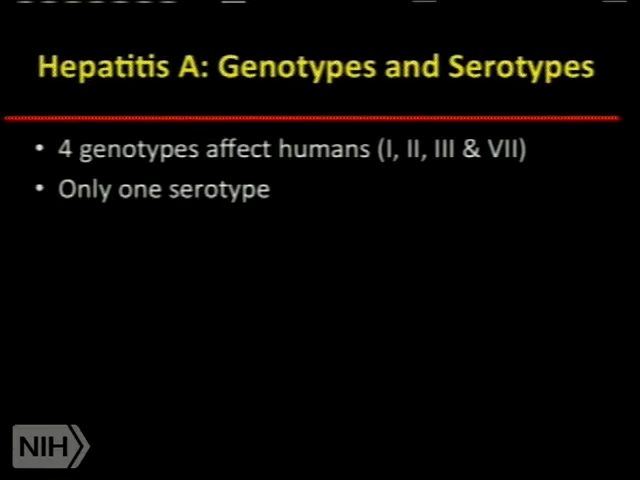 Hepatitis A: Genotypes and Serotypes
• 4 genotypes affect humans (I, II, III & VII)
• Only one serotype
NIH